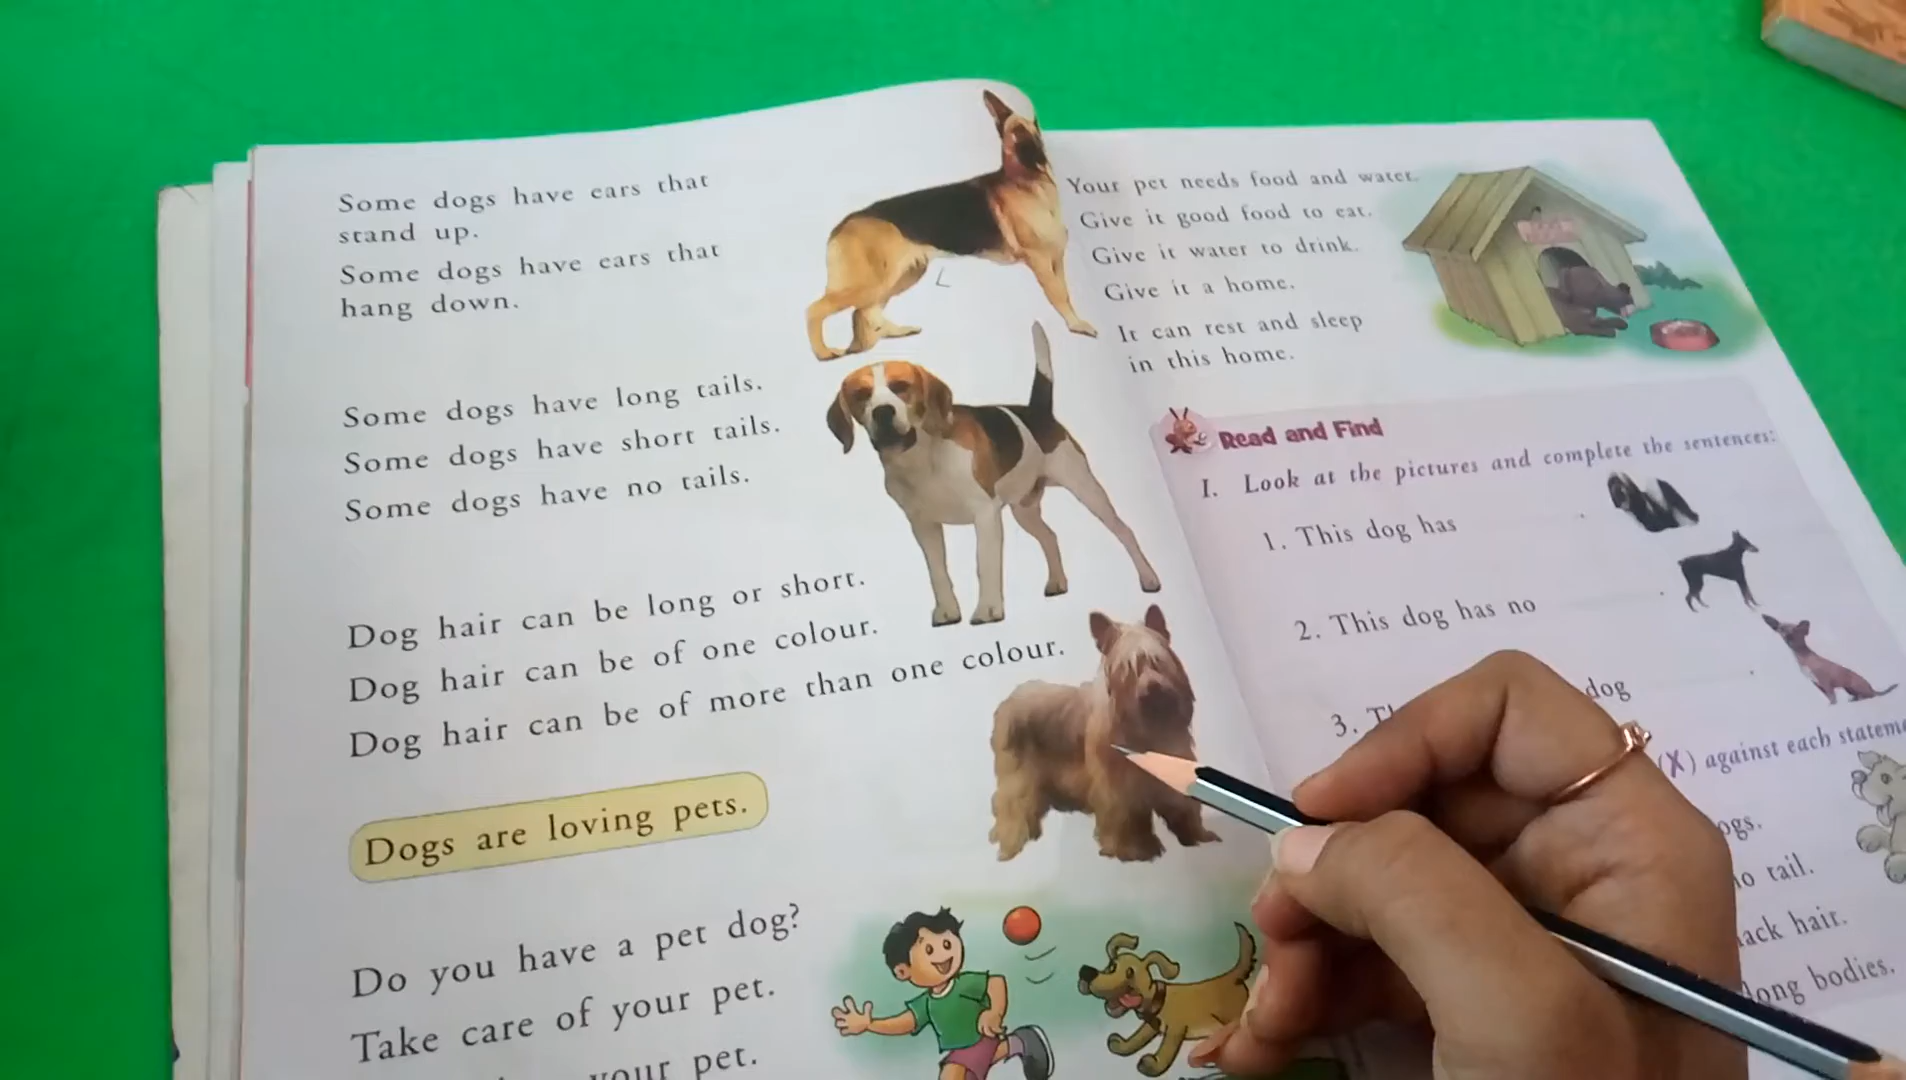 Some dogs have ears that
stand up.
Some dogs have ears that
hang down.
Some dogs have long tails.
Some dogs have short tails.
Some dogs have no tails.
Dog hair can be long or short.
Dog hair can be of one colour.
Dog hair can be of more than one colour.
Dogs are loving pets.
Do you have a pet dog?
Take care of your pet.
your pet.
Your pet needs food and water.
Give it good food to eat.
Give it water to drink.
Give it a home.
It can rest and sleep
in this home.
Read and Find
I. Look at the pictures and complete the sentences:
1. This dog has
2. This dog has no
3. dog
(X) against each
no tail.
hair.
long bodies.